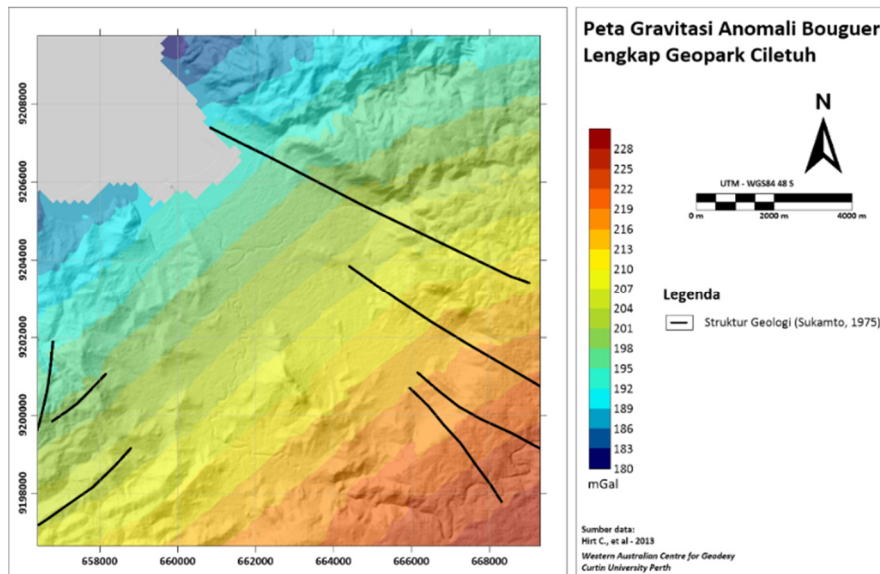 Peta Gravitasi Anomali Bouguer
Lengkap Geopark Ciletuh
N
UTM - WGS84 48 S
0 m 2000 m 4000 m
228
225
222
219
216
213
210
207
204
201
198
195
192
189
186
183
180
mGal
Legenda
Struktur Geologi (Sukamto, 1975)
Sumber data:
Hirt C., et al - 2013
Western Australian Centre for Geodesy
Curtin University Perth
9208000
9206000
9204000
9202000
9200000
9198000
658000 660000 662000 664000 666000 668000